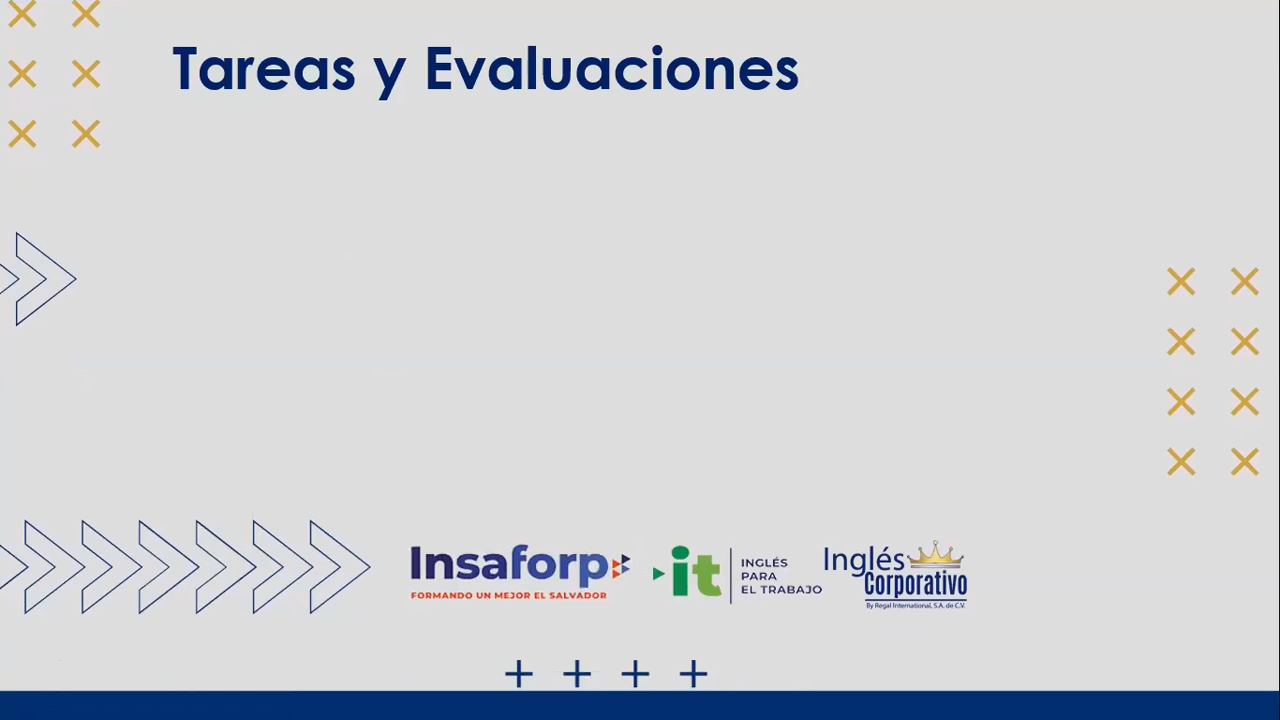 Tareas y Evaluaciones
Insaforp
FORMANDO UN MEJOR EL SALVADOR
it
INGLÉS
PARA
EL TRABAJO
Inglés
Corporativo
By Regal International, S.A. de C.V.